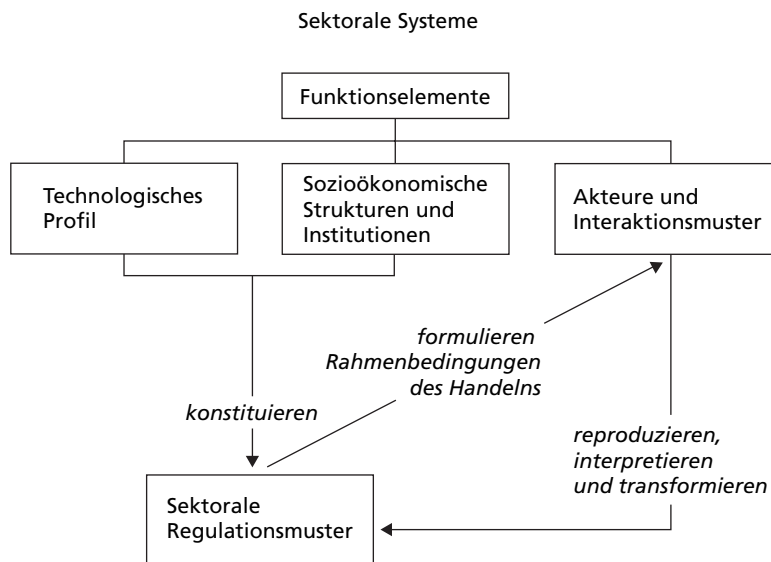 Sektorale Systeme
Funktionselemente
Technologisches
Profil
Sozioökonomische
Strukturen und
Institutionen
Akteure und
Interaktionsmuster
formulieren
Rahmenbedingungen
des Handelns
konstituieren
reproduzieren,
interpretieren
und transformieren
Sektorale
Regulationsmuster